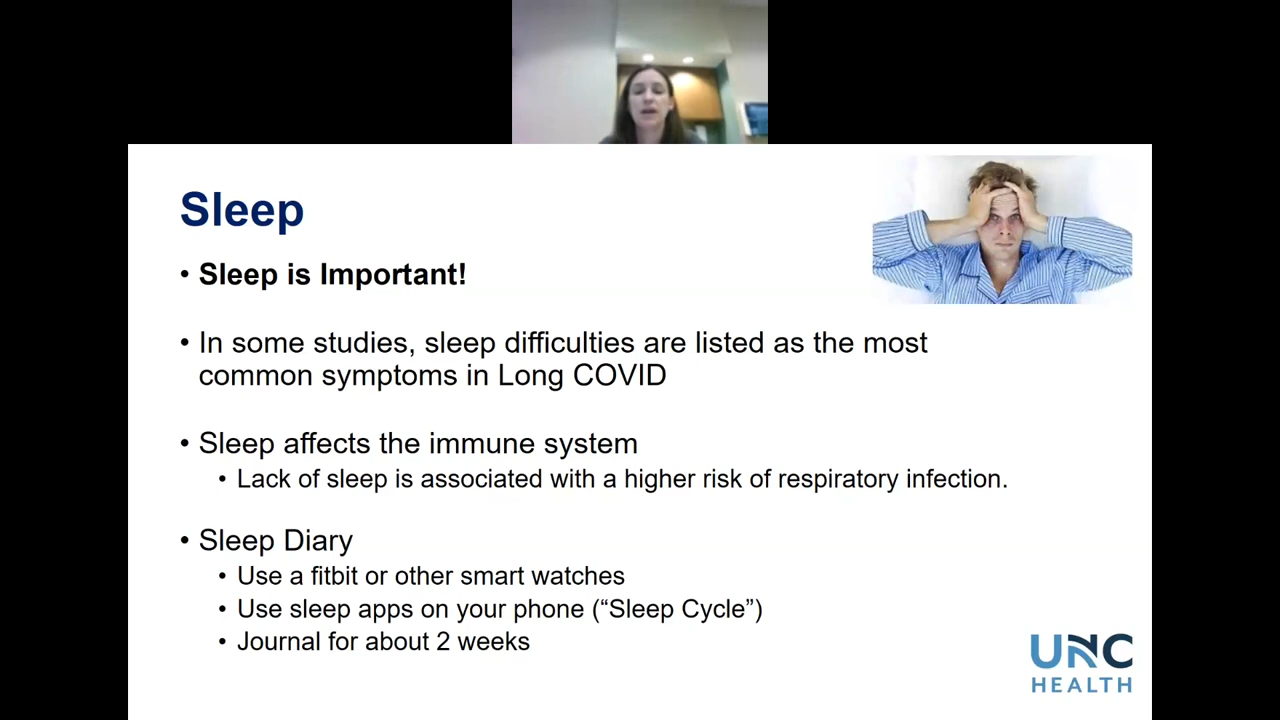 Sleep
• Sleep is Important!
• In some studies, sleep difficulties are listed as the most
common symptoms in Long COVID
• Sleep affects the immune system
• Lack of sleep is associated with a higher risk of respiratory infection.
• Sleep Diary
• Use a fitbit or other smart watches
• Use sleep apps on your phone (“Sleep Cycle”)
• Journal for about 2 weeks
UNC
HEALTH